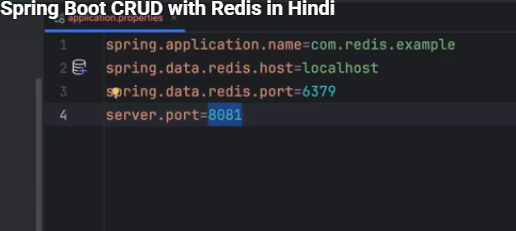 Spring Boot CRUD with Redis in Hindi
application.properties
1 spring.application.name=com.redis.example
2 spring.data.redis.host=localhost
3 spring.data.redis.port=6379
4 server.port=8081